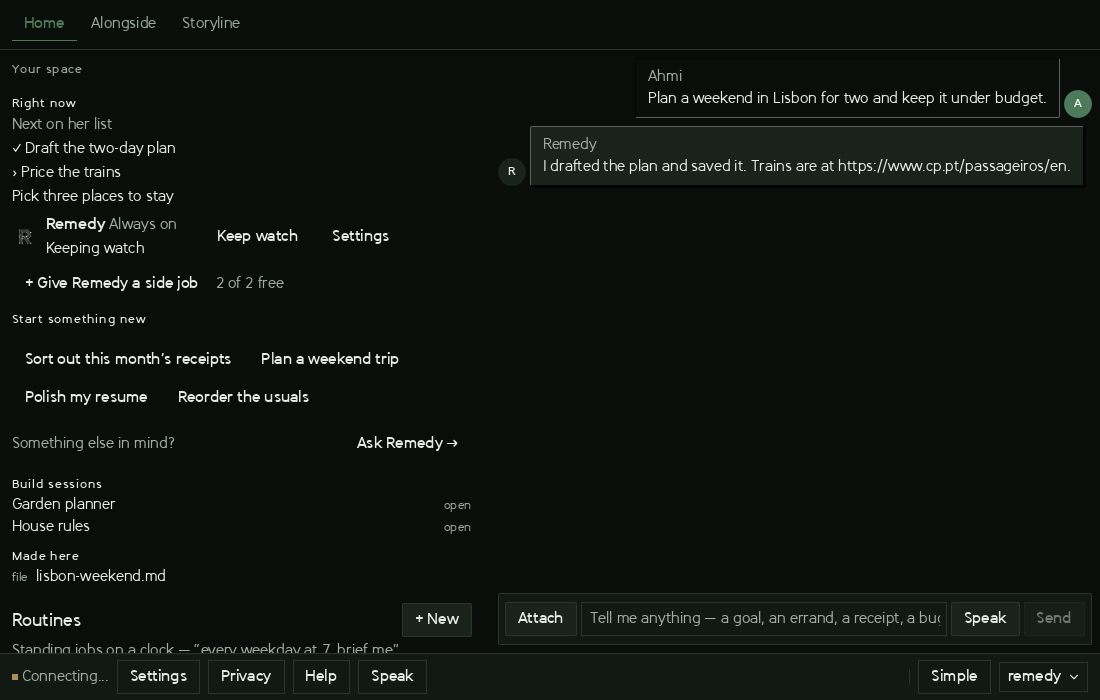 Home Alongside Storyline
Your space
Right now
Next on her list
✓ Draft the two-day plan
› Price the trains
Pick three places to stay
R Remedy Always on
Keeping watch
Keep watch Settings
+ Give Remedy a side job 2 of 2 free
Start something new
Sort out this month's receipts Plan a weekend trip
Polish my resume Reorder the usuals
Something else in mind? Ask Remedy →
Build sessions
Garden planner open
House rules open
Made here
file lisbon-weekend.md
Routines + New
Standing jobs on a clock — "every weekday at 7, brief me"
Ahmi
Plan a weekend in Lisbon for two and keep it under budget.
A
Remedy
I drafted the plan and saved it. Trains are at https://www.cp.pt/passageiros/en.
R
Attach Tell me anything — a goal, an errand, a receipt, a bug Speak Send
Connecting... Settings Privacy Help Speak Simple remedy